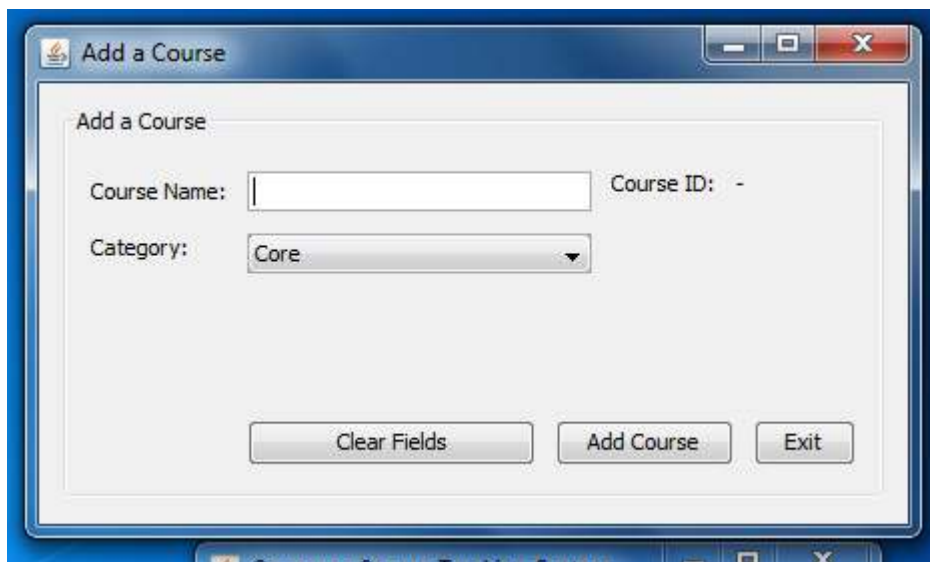 Add a Course
Add a Course
Course Name:
Course ID: -
Category:
Core
Clear Fields
Add Course
Exit